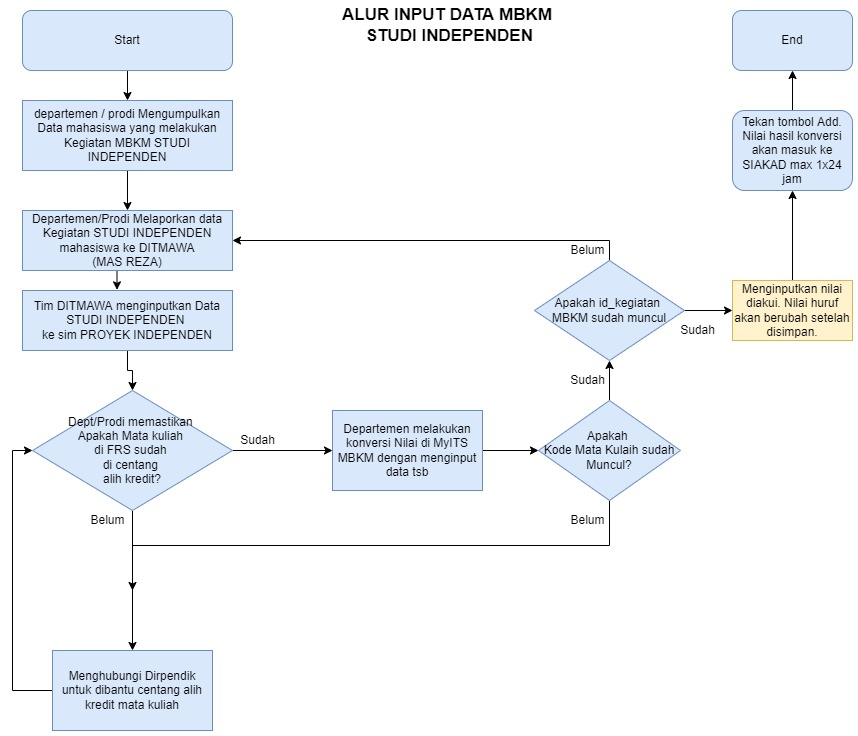 ALUR INPUT DATA MBKM
STUDI INDEPENDEN
Start
departemen / prodi Mengumpulkan
Data mahasiswa yang melakukan
Kegiatan MBKM STUDI
INDEPENDEN
Departemen/Prodi Melaporkan data
Kegiatan STUDI INDEPENDEN
mahasiswa ke DITMAWA
(MAS REZA)
Tim DITMAWA menginputkan Data
STUDI INDEPENDEN
ke sim PROYEK INDEPENDEN
Dept/Prodi memastikan
Apakah Mata kuliah
di FRS sudah
di centang
alih kredit?
Sudah
Belum
Menghubungi Dirpendik
untuk dibantu centang alih
kredit mata kuliah
Departemen melakukan
konversi Nilai di MyITS
MBKM dengan menginput
data tsb
Apakah
Kode Mata Kulaih sudah
Muncul?
Belum
Sudah
Apakah id_kegiatan
MBKM sudah muncul
Belum
Sudah
Menginputkan nilai
diakui. Nilai huruf
akan berubah setelah
disimpan.
Tekan tombol Add.
Nilai hasil konversi
akan masuk ke
SIAKAD max 1x24
jam
End